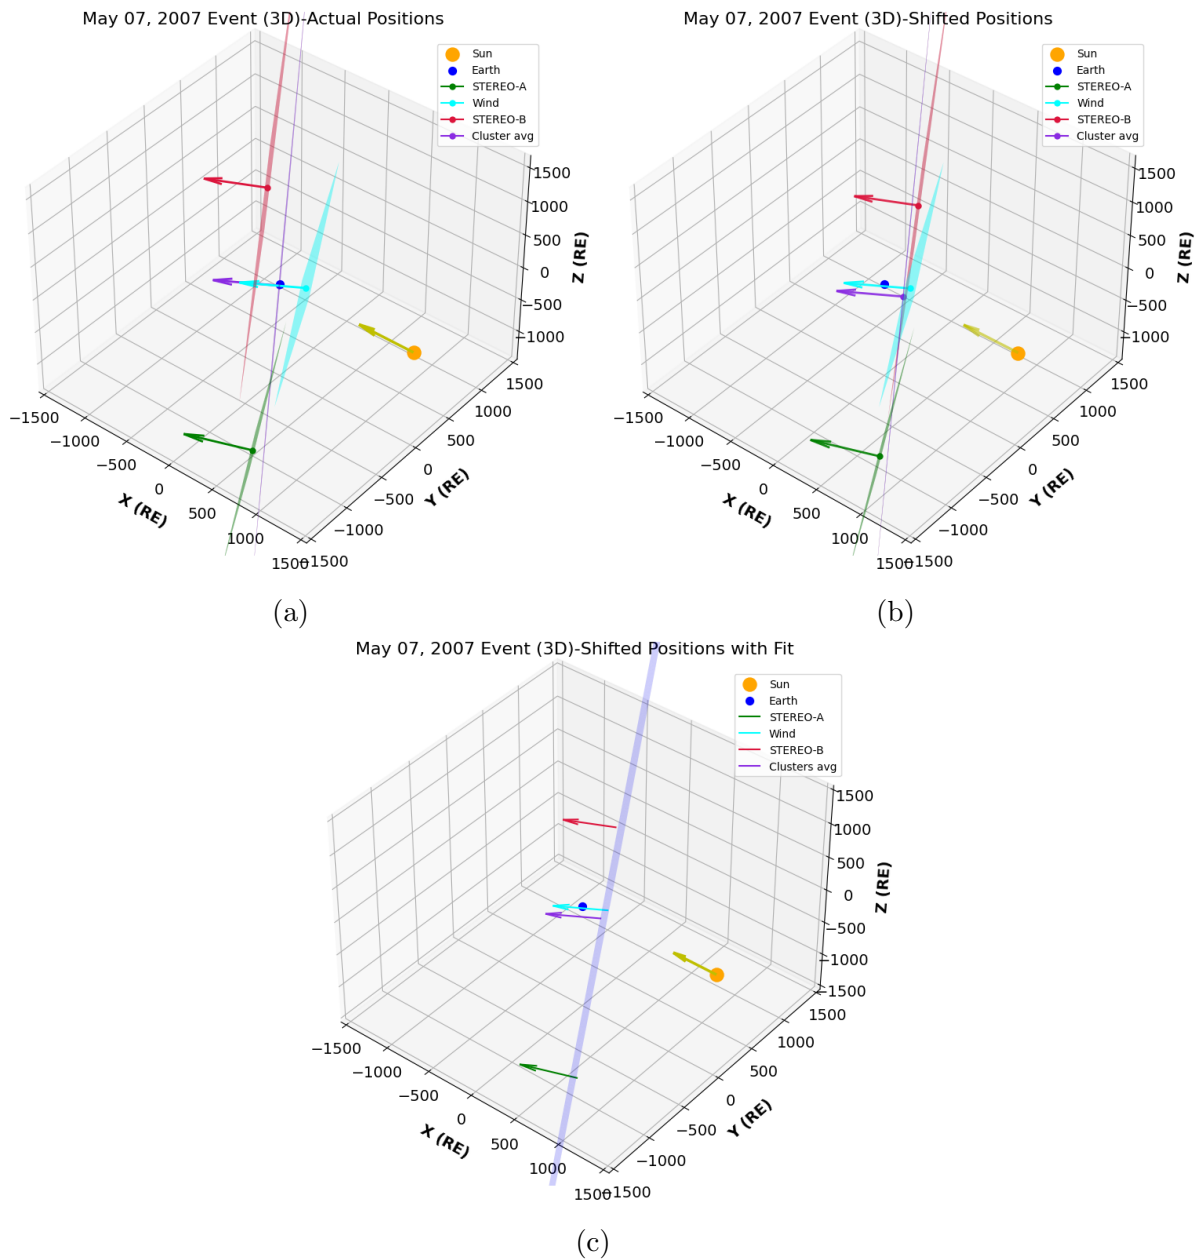 May 07, 2007 Event (3D)-Actual Positions
Sun
Earth
STEREO-A
Wind
STEREO-B
Cluster avg
1500
1000
500
0
−500
−1000
Z (RE)
−1500
−1000
−500
0
500
1000
1500
X (RE)
−1500
−1000
−500
0
500
1000
1500
Y (RE)
(a)
May 07, 2007 Event (3D)-Shifted Positions
Sun
Earth
STEREO-A
Wind
STEREO-B
Cluster avg
1500
1000
500
0
−500
−1000
Z (RE)
−1500
−1000
−500
0
500
1000
1500
X (RE)
−1500
−1000
−500
0
500
1000
1500
Y (RE)
(b)
May 07, 2007 Event (3D)-Shifted Positions with Fit
Sun
Earth
STEREO-A
Wind
STEREO-B
Clusters avg
1500
1000
500
0
−500
−1000
−1500
Z (RE)
−1500
−1000
−500
0
500
1000
1500
X (RE)
−1500
−1000
−500
0
500
1000
1500
Y (RE)
(c)